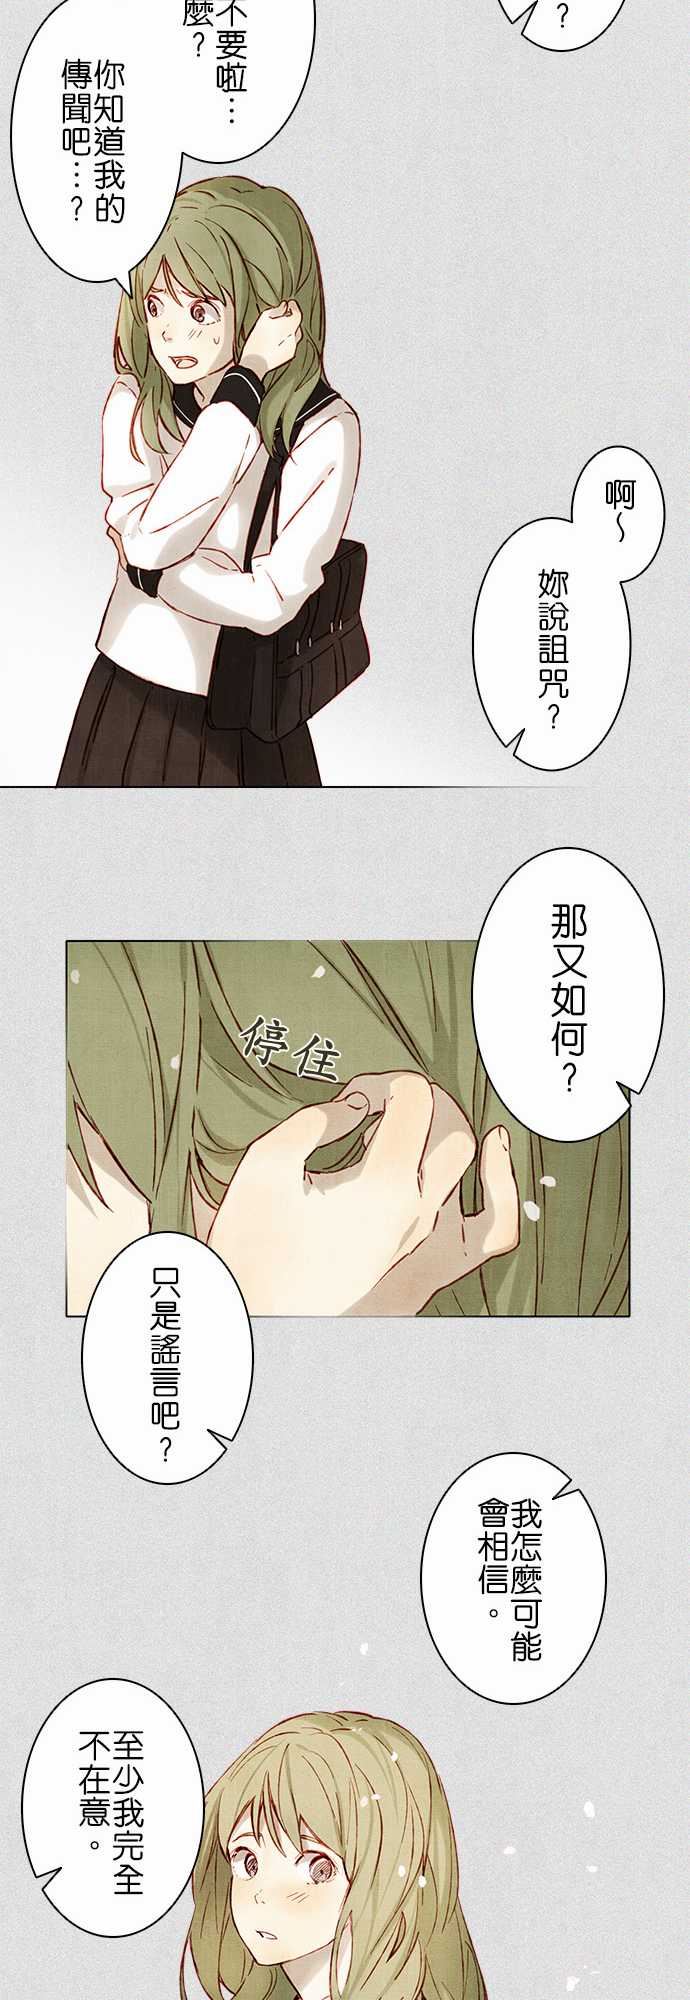 ?
不要啦…
麼?
你知道我的
傳聞吧…?
啊~
妳說詛咒?
那又如何?
停住
只是謠言吧?
我怎麼可能
會相信。
至少我完全
不在意。